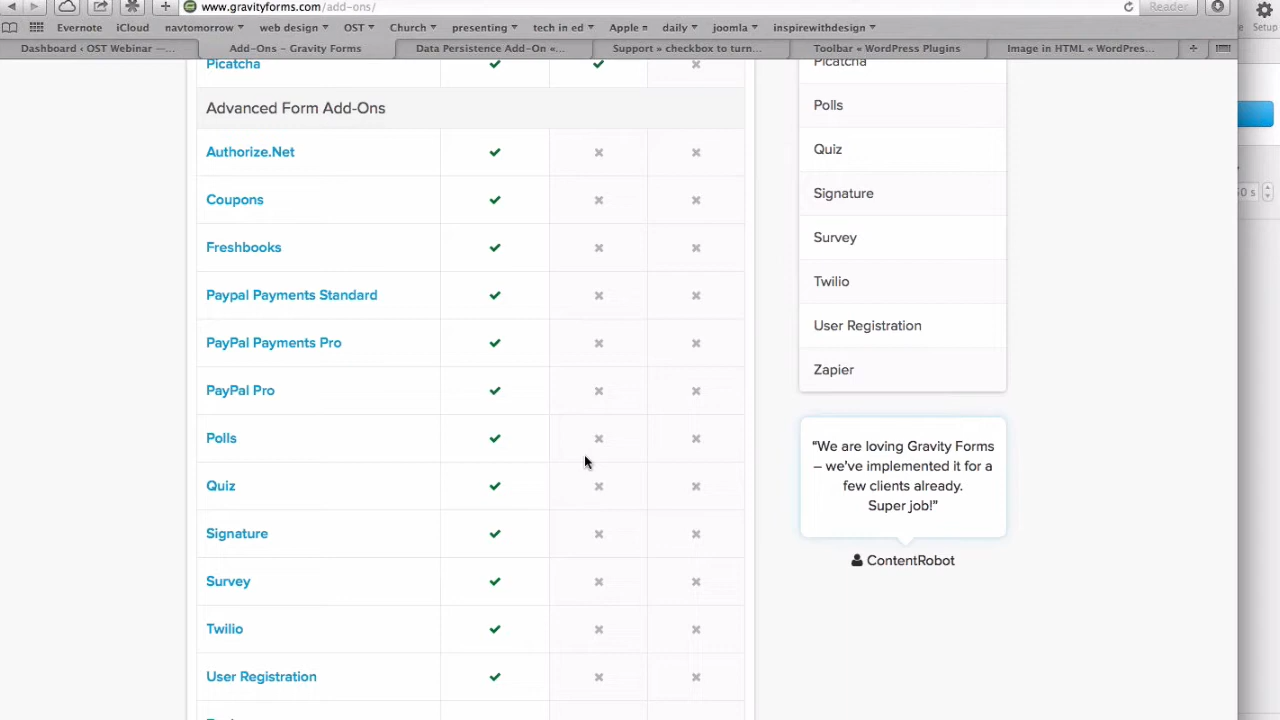 www.gravityforms.com/add-ons/
Reader
Evernote
iCloud
navtomorrow
web design
OST
Church
presenting
tech in ed
Apple
daily
joomla
inspirewithdesign
Setup
Dashboard ‹ OST Webinar —...
Add-Ons – Gravity Forms
Data Persistence Add-On «...
Support » checkbox to turn...
Toolbar « WordPress Plugins
Image in HTML « WordPres...
Picatcha
Advanced Form Add-Ons
Authorize.Net
Coupons
Freshbooks
Paypal Payments Standard
PayPal Payments Pro
PayPal Pro
Polls
Quiz
Signature
Survey
Twilio
User Registration
Picatcha
Polls
Quiz
Signature
Survey
Twilio
User Registration
Zapier
“We are loving Gravity Forms
– we've implemented it for a
few clients already.
Super job!”
ContentRobot
0 s